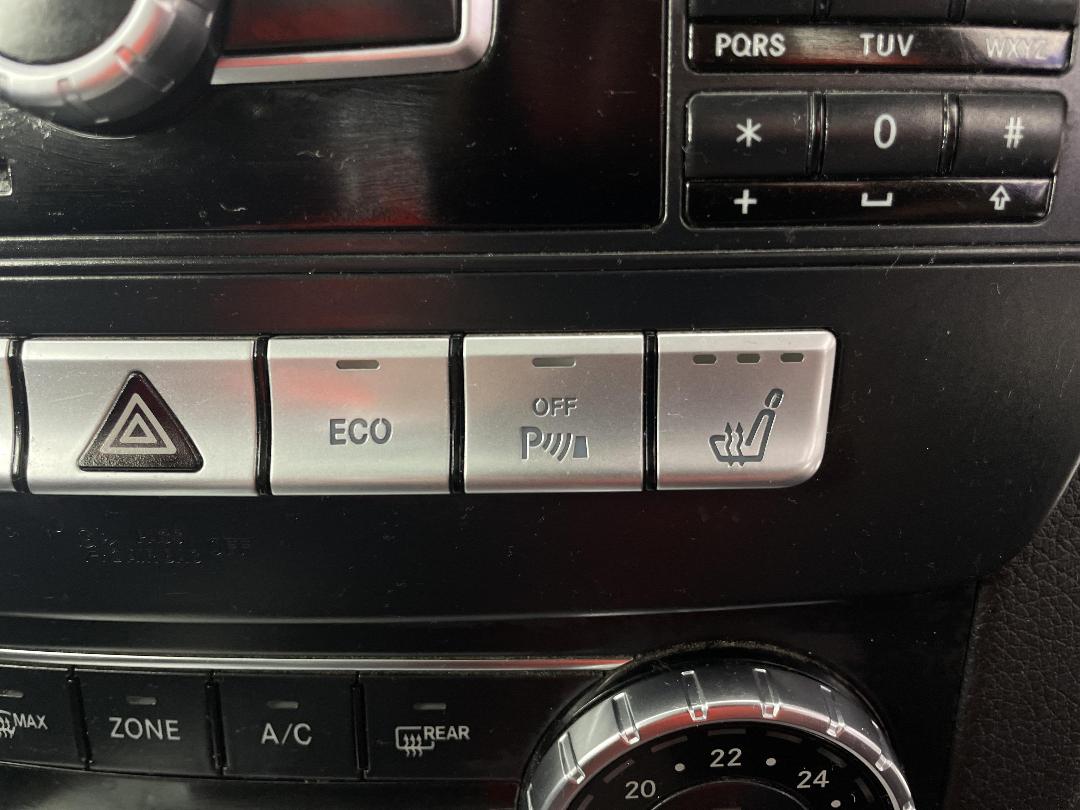 PQRS TUV WXYZ
* 0 #
+
ECO
OFF
P
MAX ZONE A/C REAR
20 • 22 • 24